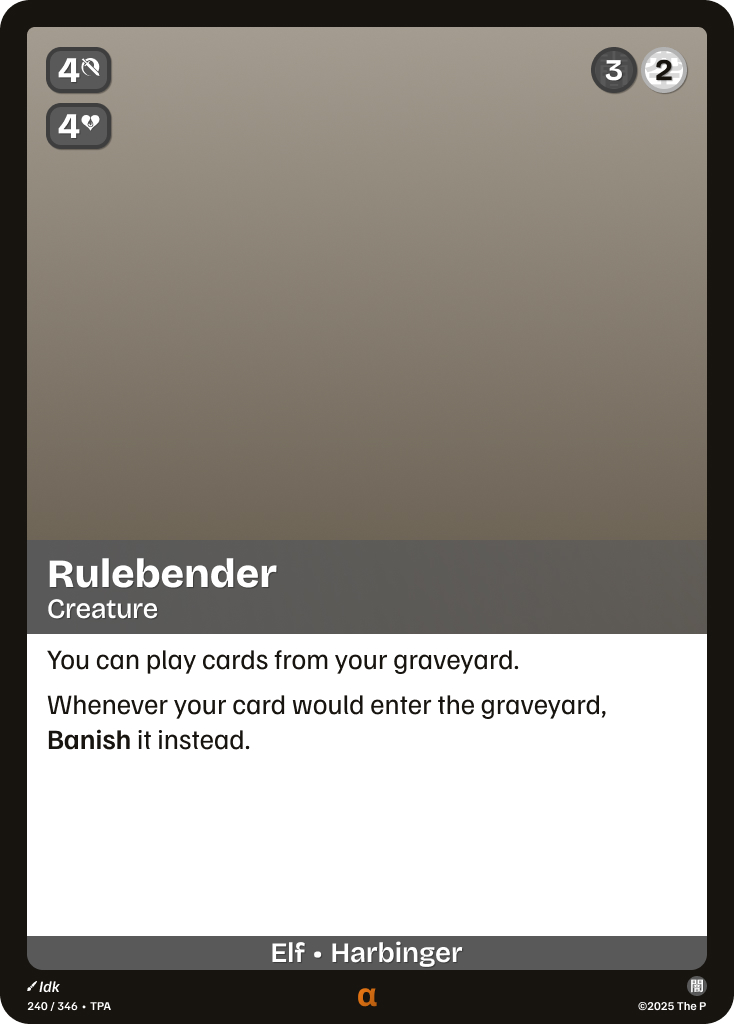 4
4
3 2
Rulebender
Creature
You can play cards from your graveyard.
Whenever your card would enter the graveyard,
Banish it instead.
Elf • Harbinger
Idk
240 / 346 • TPA
α
闇
©2025 The P